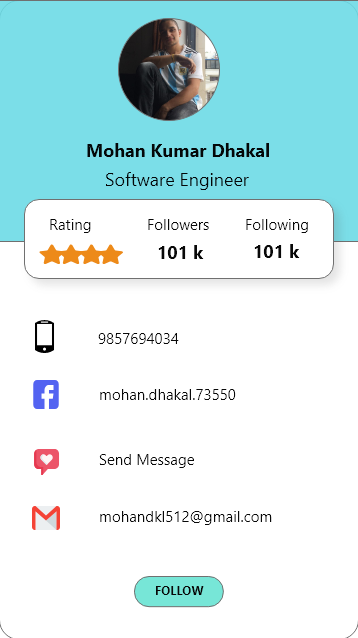 Mohan Kumar Dhakal
Software Engineer
Rating Followers Following
101 k 101 k
9857694034
mohan.dhakal.73550
Send Message
mohandkl512@gmail.com
FOLLOW